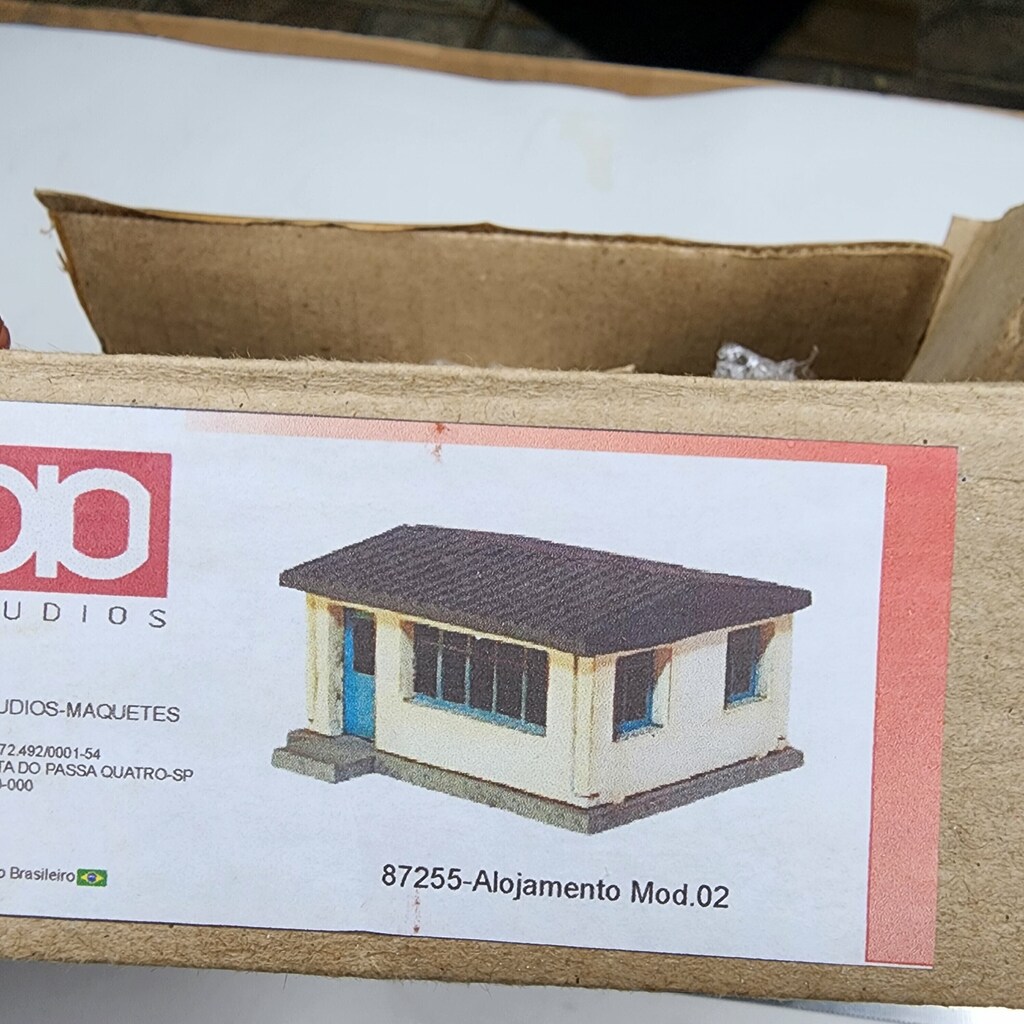 UDIOS
UDIOS-MAQUETES
72.492/0001-54
TA DO PASSA QUATRO-SP
-000
o Brasileiro
87255-Alojamento Mod.02